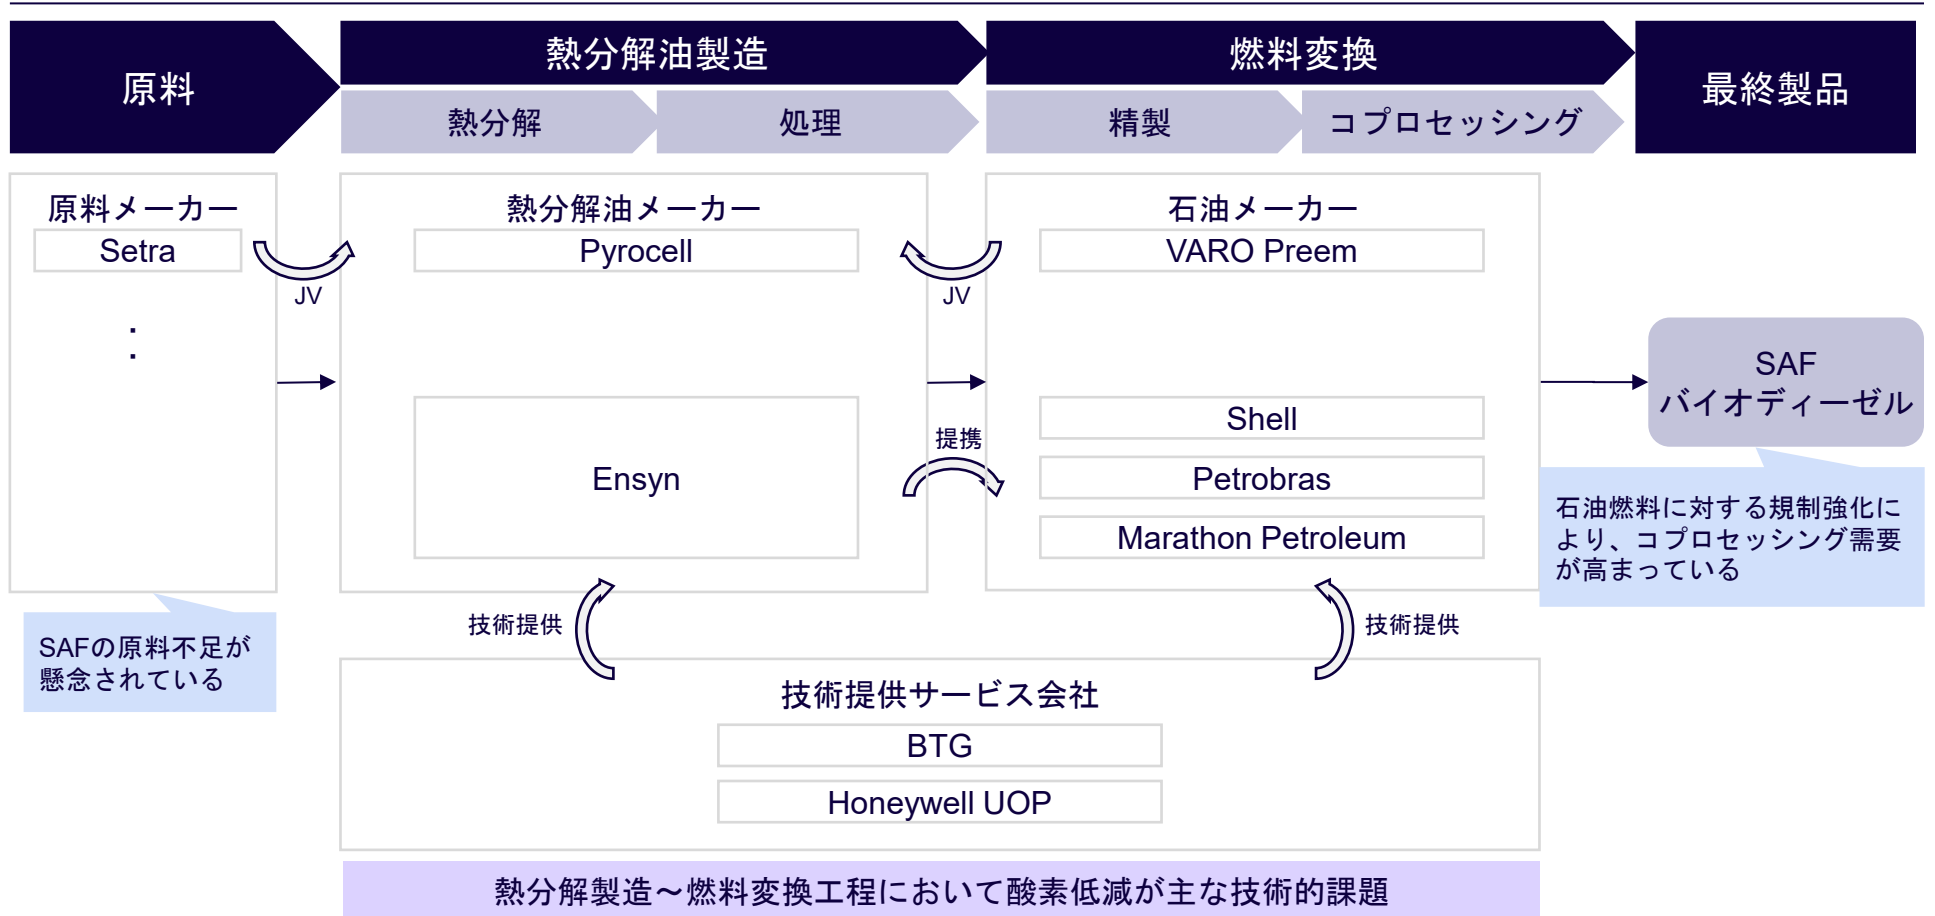 原料
熱分解油製造
燃料変換
最終製品
熱分解
処理
精製
コプロセッシング
原料メーカー
Setra
:
JV
熱分解油メーカー
Pyrocell
Ensyn
JV
提携
石油メーカー
VARO Preem
Shell
Petrobras
Marathon Petroleum
SAF
バイオディーゼル
石油燃料に対する規制強化に
より、コプロセッシング需要
が高まっている
SAFの原料不足が
懸念されている
技術提供
技術提供
技術提供サービス会社
BTG
Honeywell UOP
熱分解製造～燃料変換工程において酸素低減が主な技術的課題